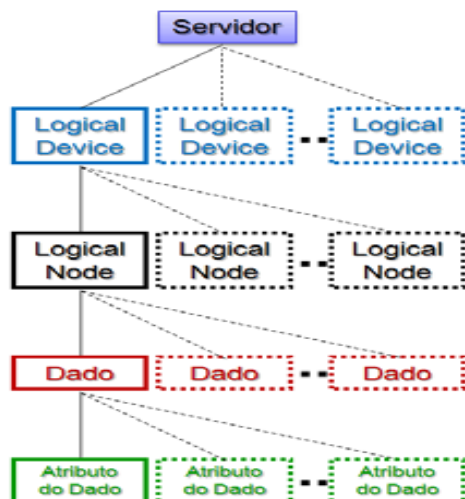 Servidor
Logical Device
Logical Device
Logical Device
Logical Node
Logical Node
Logical Node
Dado
Dado
Dado
Atributo do Dado
Atributo do Dado
Atributo do Dado